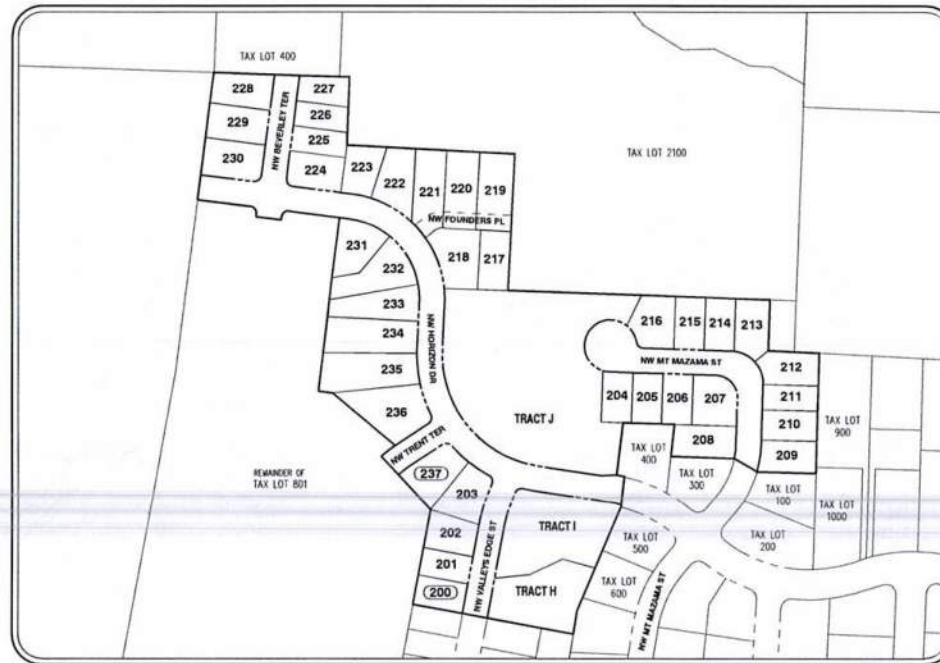 TAX LOT 400
228
227
229
226
230
225
224
NW BEVERLEY TER
TAX LOT 2100
223
222
221
220
219
NW FOUNDERS PL
218
217
231
232
233
234
235
236
NW HORIZON DR
216
215
214
213
NW MT MAZAMA ST
212
211
210
209
204
205
206
207
208
TAX LOT
900
TRACT J
TAX LOT
400
TAX LOT
300
TAX LOT
100
TAX LOT
1000
TAX LOT
200
NW TRENT TER
237
203
202
201
200
REMAINDER OF
TAX LOT 801
NW VALLEYS EDGE ST
TRACT I
TRACT H
TAX LOT
500
TAX LOT
600
NW MT MAZAMA ST